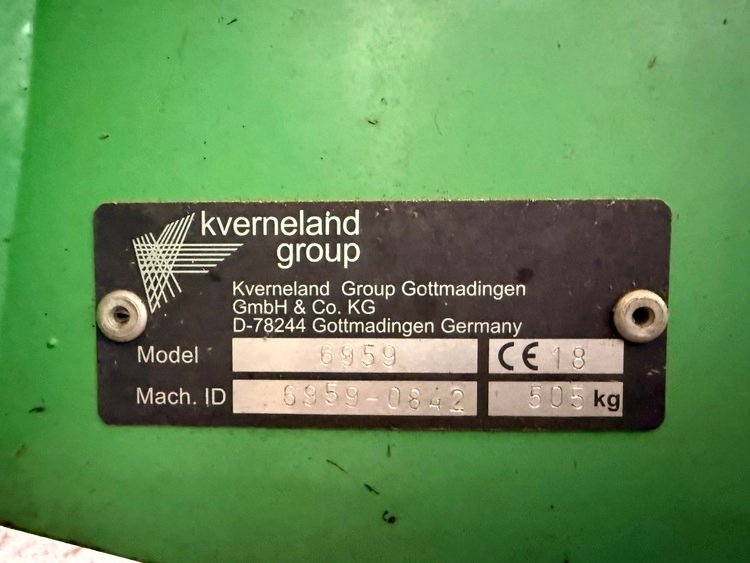 kverneland
group
Kverneland Group Gottmadingen
GmbH & Co. KG
D-78244 Gottmadingen Germany
Model 6959 CE 18
Mach. ID 6959-0842 505 kg